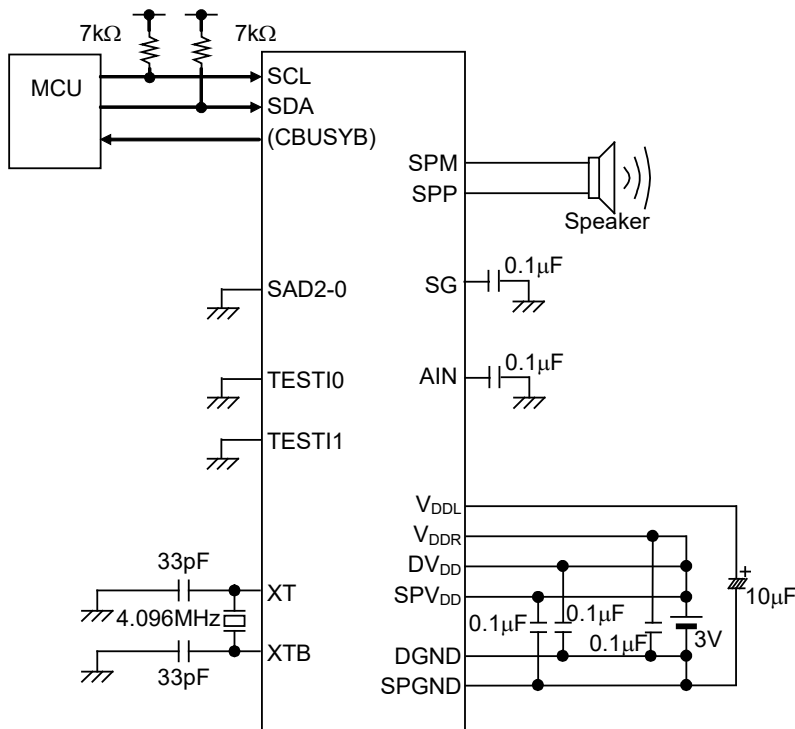 7kΩ
7kΩ
MCU
SCL
SDA
(CBUSYB)
SPM
SPP
Speaker
SAD2-0
SG
0.1μF
TESTI0
AIN
0.1μF
TESTI1
VDDL
VDDR
DVDD
SPVDD
33pF
XT
4.096MHz
XTB
33pF
0.1μF
0.1μF
0.1μF
3V
+
10μF
DGND
SPGND